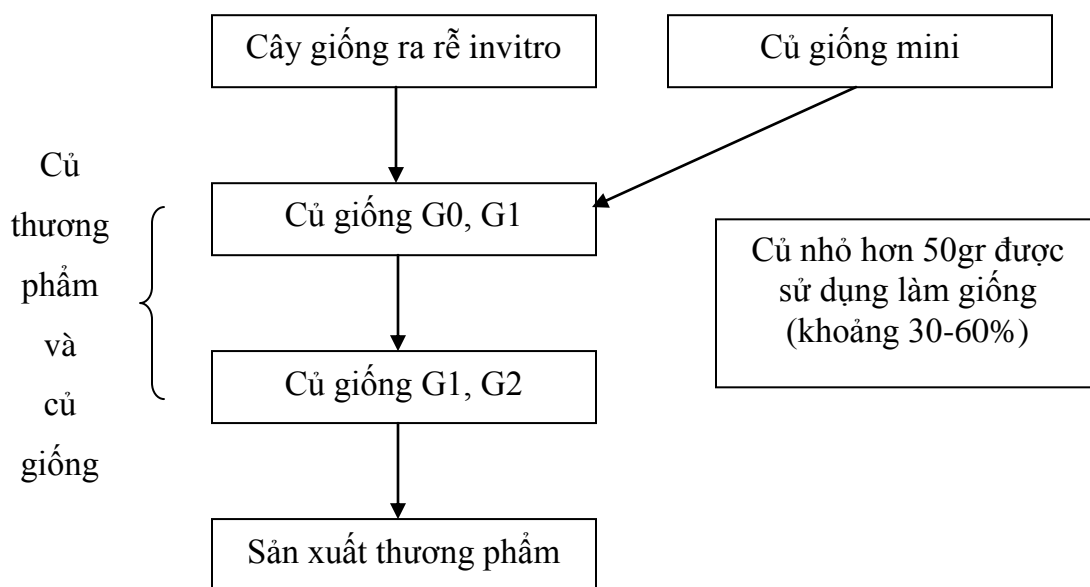 Cây giống ra rễ invitro
Củ giống mini
Củ
thương
phẩm
và
củ
giống
Củ giống G0, G1
Củ nhỏ hơn 50gr được
sử dụng làm giống
(khoảng 30-60%)
Củ giống G1, G2
Sản xuất thương phẩm